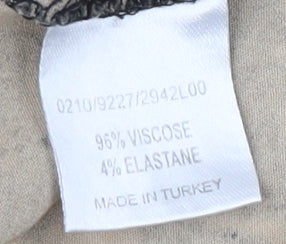 0210/9227/2942L00
96% VISCOSE
4% ELASTANE
MADE IN TURKEY